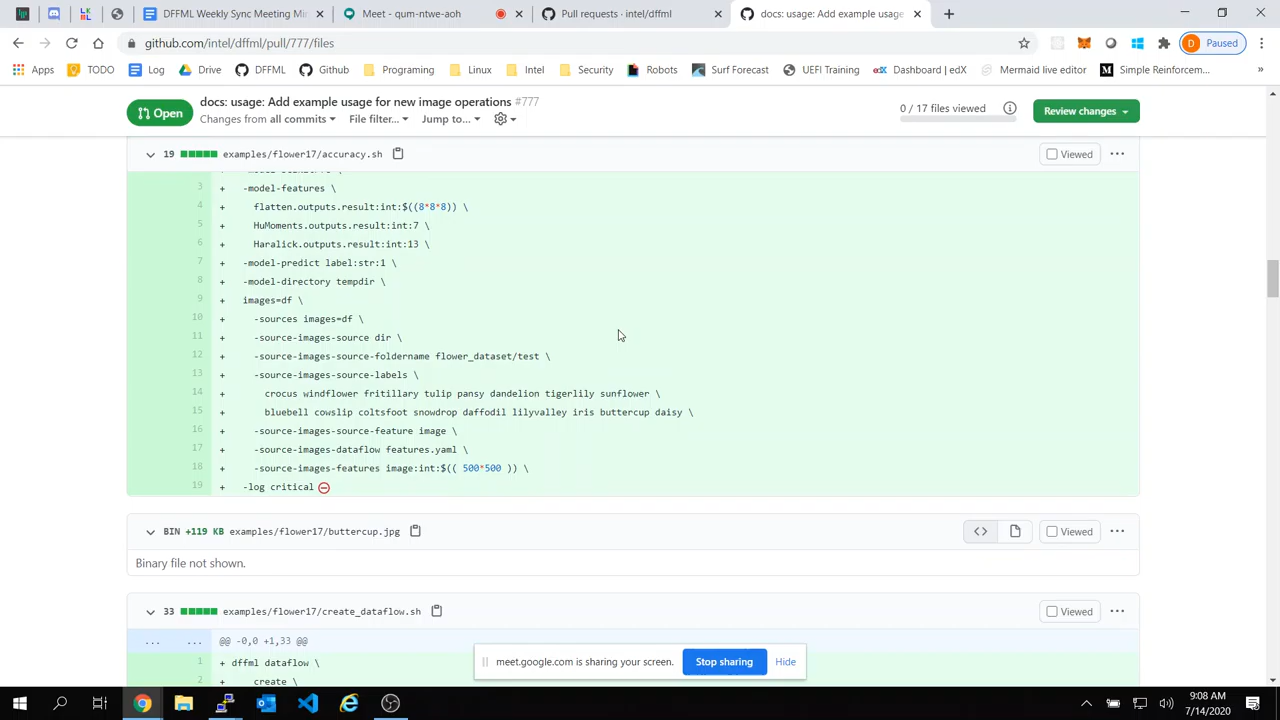 DFFML Weekly Sync Meeting Mi
Meet - qum-ntwe-aoh
Pull requests · intel/dffml
docs: usage: Add example usage
github.com/intel/dffml/pull/777/files
D Paused
Apps
TODO
Log
Drive
DFFML
Github
Programing
Linux
Intel
Security
Robots
Surf Forecast
UEFI Training
Dashboard | edX
Mermaid live editor
Simple Reinforcem...
»
Open
docs: usage: Add example usage for new image operations #777
Changes from all commits
File filter...
Jump to...
0 / 17 files viewed
Review changes
19 examples/flower17/accuracy.sh
Viewed
3 + -model-features \
4 + flatten.outputs.result:int:$((8*8*8)) \
5 + HuMoments.outputs.result:int:7 \
6 + Haralick.outputs.result:int:13 \
7 + -model-predict label:str:1 \
8 + -model-directory tempdir \
9 + images=df \
10 + -sources images=df \
11 + -source-images-source dir \
12 + -source-images-source-foldername flower_dataset/test \
13 + -source-images-source-labels \
14 + crocus windflower fritillary tulip pansy dandelion tigerlily sunflower \
15 + bluebell cowslip coltsfoot snowdrop daffodil lilyvalley iris buttercup daisy \
16 + -source-images-source-feature image \
17 + -source-images-dataflow features.yaml \
18 + -source-images-features image:int:$(( 500*500 )) \
19 + -log critical
BIN +119 KB examples/flower17/buttercup.jpg
Viewed
Binary file not shown.
33 examples/flower17/create_dataflow.sh
Viewed
... ... @@ -0,0 +1,33 @@
1 + dffml dataflow \
2 + create \
meet.google.com is sharing your screen.
Stop sharing
Hide
9:08 AM
7/14/2020